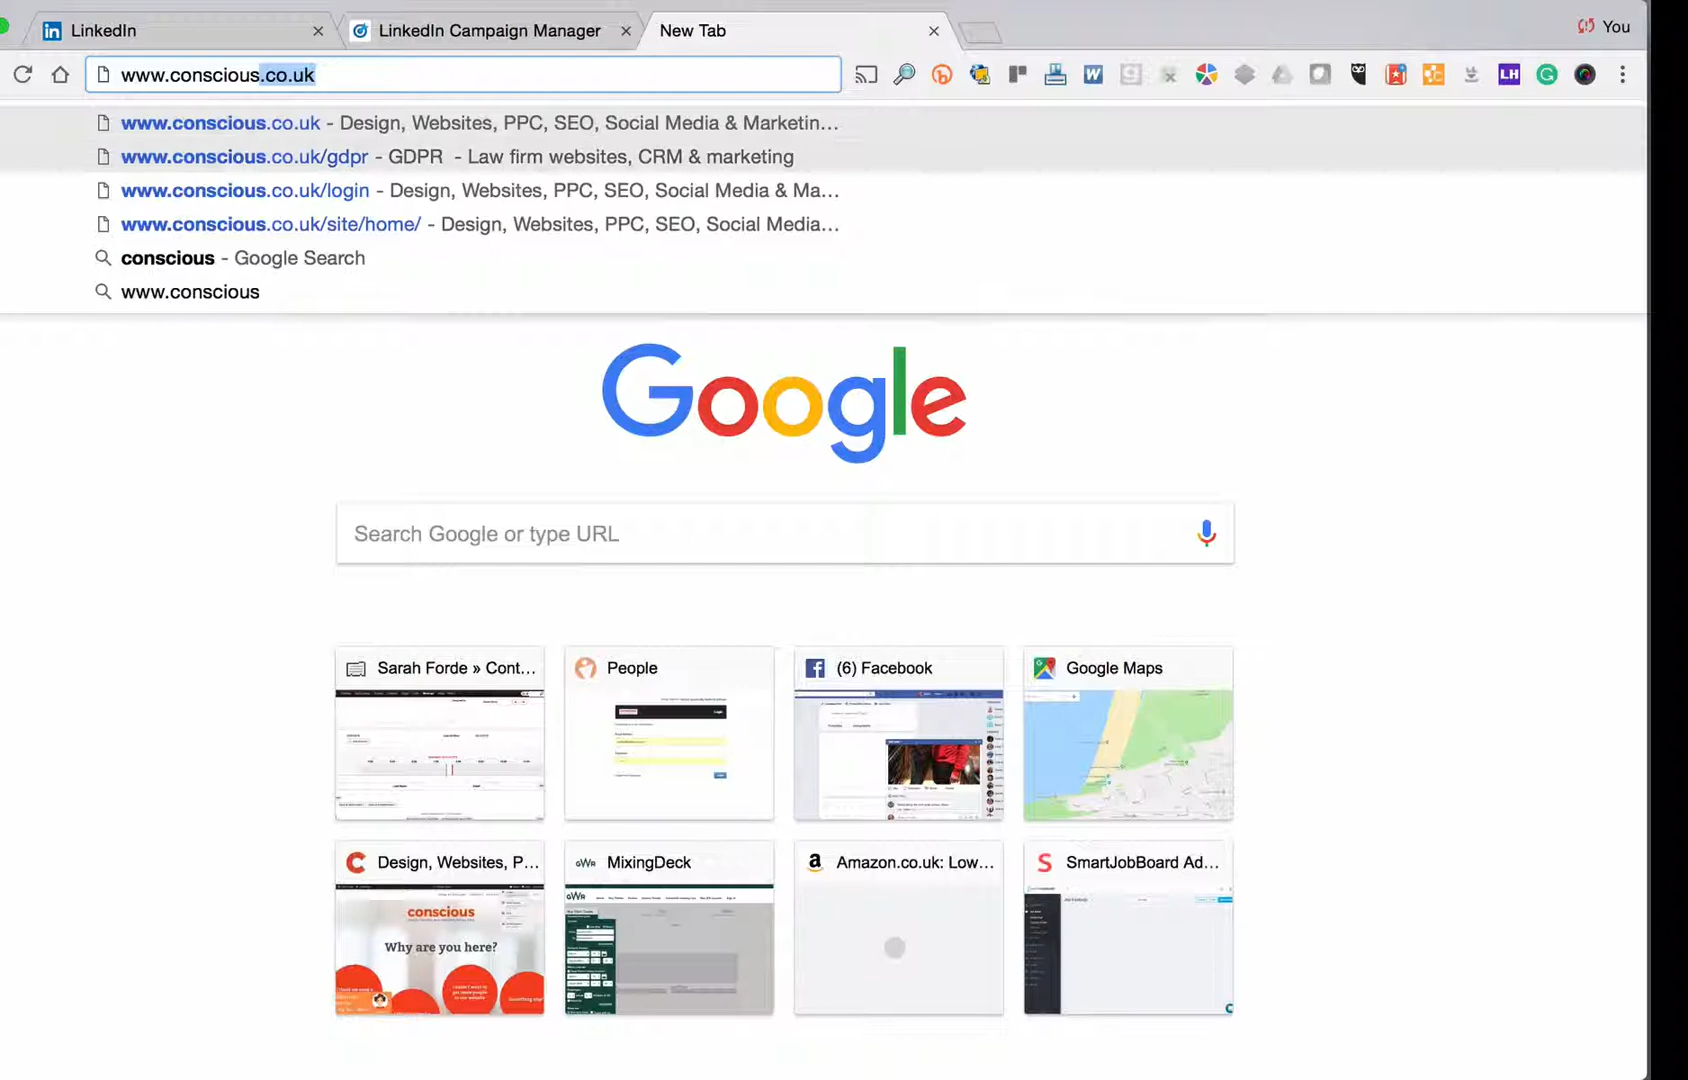 LinkedIn
LinkedIn Campaign Manager
New Tab
You
www.conscious.co.uk
W
LH
www.conscious.co.uk - Design, Websites, PPC, SEO, Social Media & Marketin...
www.conscious.co.uk/gdpr - GDPR - Law firm websites, CRM & marketing
www.conscious.co.uk/login - Design, Websites, PPC, SEO, Social Media & Ma...
www.conscious.co.uk/site/home/ - Design, Websites, PPC, SEO, Social Media...
conscious - Google Search
www.conscious
Google
Search Google or type URL
Sarah Forde » Cont...
People
(6) Facebook
Google Maps
Design, Websites, P...
GWR MixingDeck
Amazon.co.uk: Low...
SmartJobBoard Ad...
conscious
Why are you here?
GWR